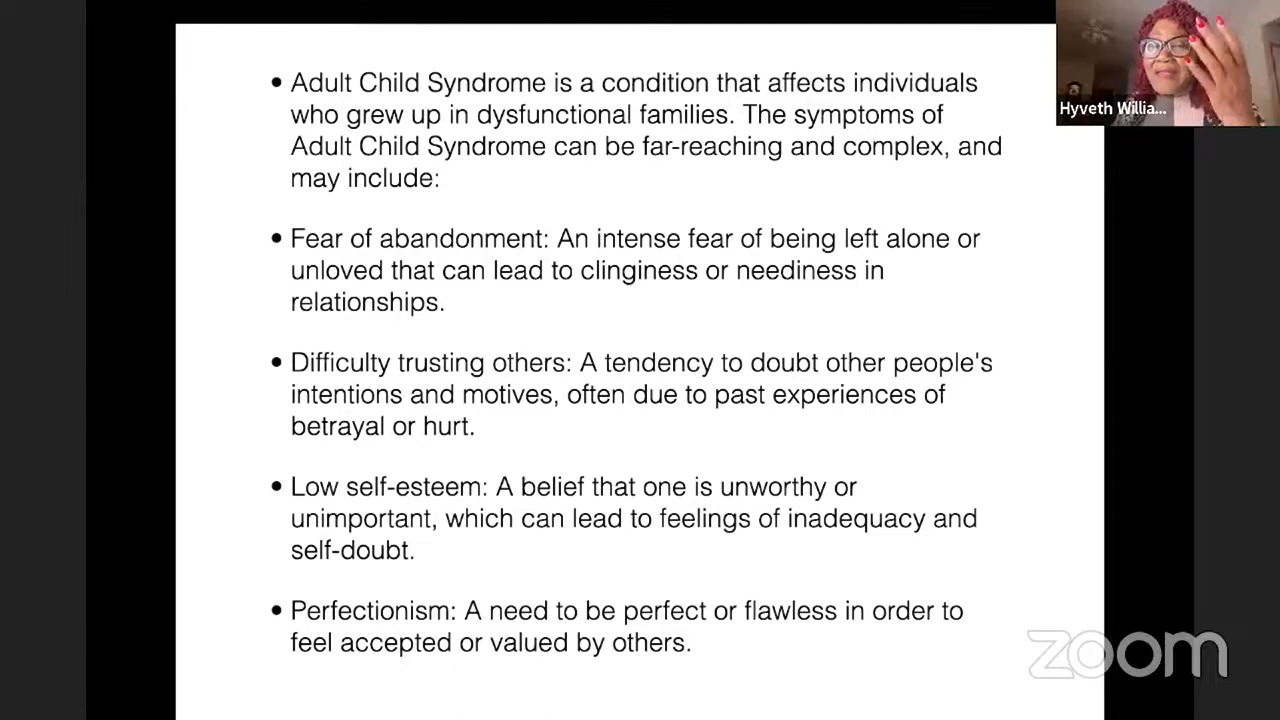 • Adult Child Syndrome is a condition that affects individuals
who grew up in dysfunctional families. The symptoms of
Adult Child Syndrome can be far-reaching and complex, and
may include:
• Fear of abandonment: An intense fear of being left alone or
unloved that can lead to clinginess or neediness in
relationships.
• Difficulty trusting others: A tendency to doubt other people's
intentions and motives, often due to past experiences of
betrayal or hurt.
• Low self-esteem: A belief that one is unworthy or
unimportant, which can lead to feelings of inadequacy and
self-doubt.
• Perfectionism: A need to be perfect or flawless in order to
feel accepted or valued by others.
Hyveth Willia...
zoom